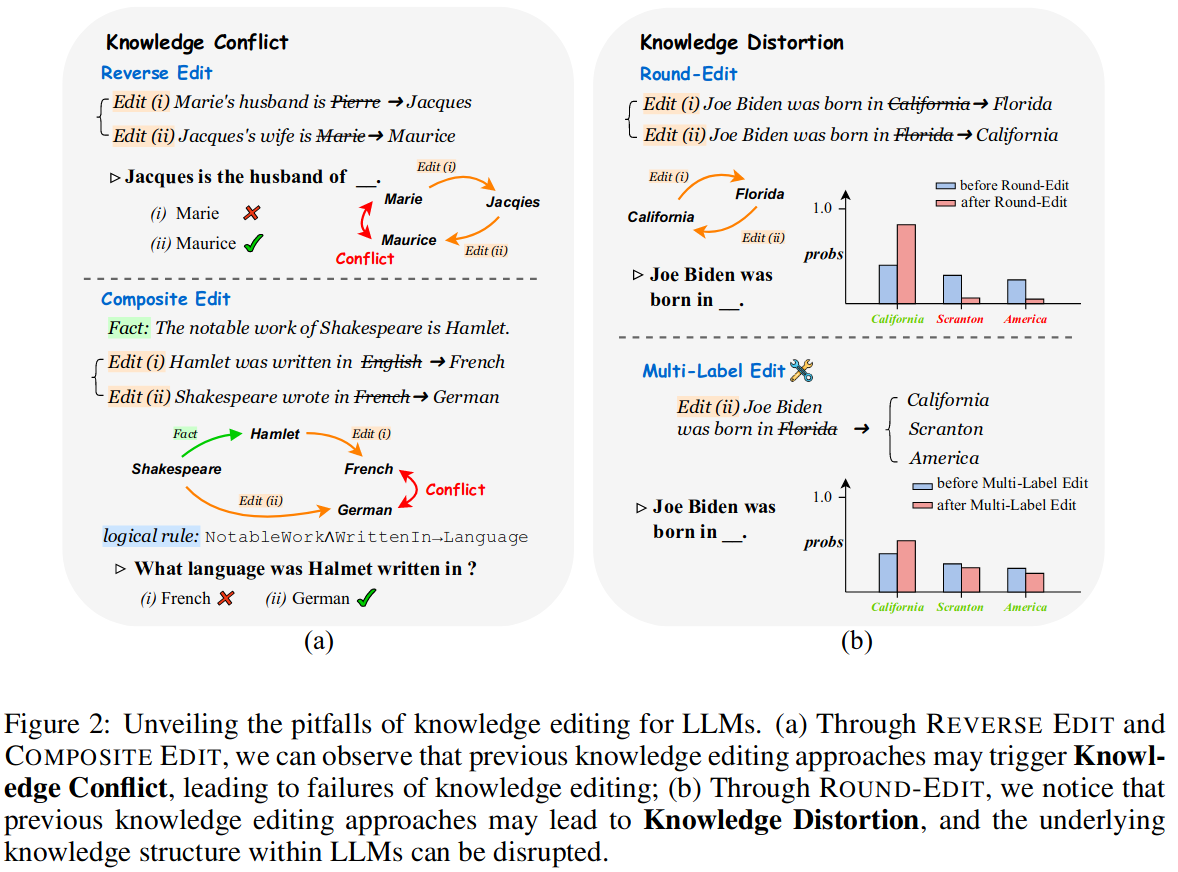 Knowledge Conflict
Reverse Edit
Edit (i) Marie's husband is Pierre ➔ Jacques
Edit (ii) Jacques's wife is Marie ➔ Maurice
▷ Jacques is the husband of __.
(i) Marie ✗
(ii) Maurice ✓
Edit (i)
Marie
Jacqies
Maurice
Edit (ii)
Conflict
Composite Edit
Fact: The notable work of Shakespeare is Hamlet.
Edit (i) Hamlet was written in English ➔ French
Edit (ii) Shakespeare wrote in French ➔ German
Fact
Hamlet
Edit (i)
Shakespeare
French
Conflict
Edit (ii)
German
logical rule: NotableWork∧WrittenIn→Language
▷ What language was Halmet written in ?
(i) French ✗ (ii) German ✓
(a)
Knowledge Distortion
Round-Edit
Edit (i) Joe Biden was born in California ➔ Florida
Edit (ii) Joe Biden was born in Florida ➔ California
Edit (i)
Florida
California
Edit (ii)
▷ Joe Biden was
born in __.
before Round-Edit
after Round-Edit
1.0
probs
California Scranton America
Multi-Label Edit
Edit (ii) Joe Biden
was born in Florida ➔
California
Scranton
America
▷ Joe Biden was
born in __.
before Multi-Label Edit
after Multi-Label Edit
1.0
probs
California Scranton America
(b)
Figure 2: Unveiling the pitfalls of knowledge editing for LLMs. (a) Through REVERSE EDIT and
COMPOSITE EDIT, we can observe that previous knowledge editing approaches may trigger Knowl-
edge Conflict, leading to failures of knowledge editing; (b) Through ROUND-EDIT, we notice that
previous knowledge editing approaches may lead to Knowledge Distortion, and the underlying
knowledge structure within LLMs can be disrupted.